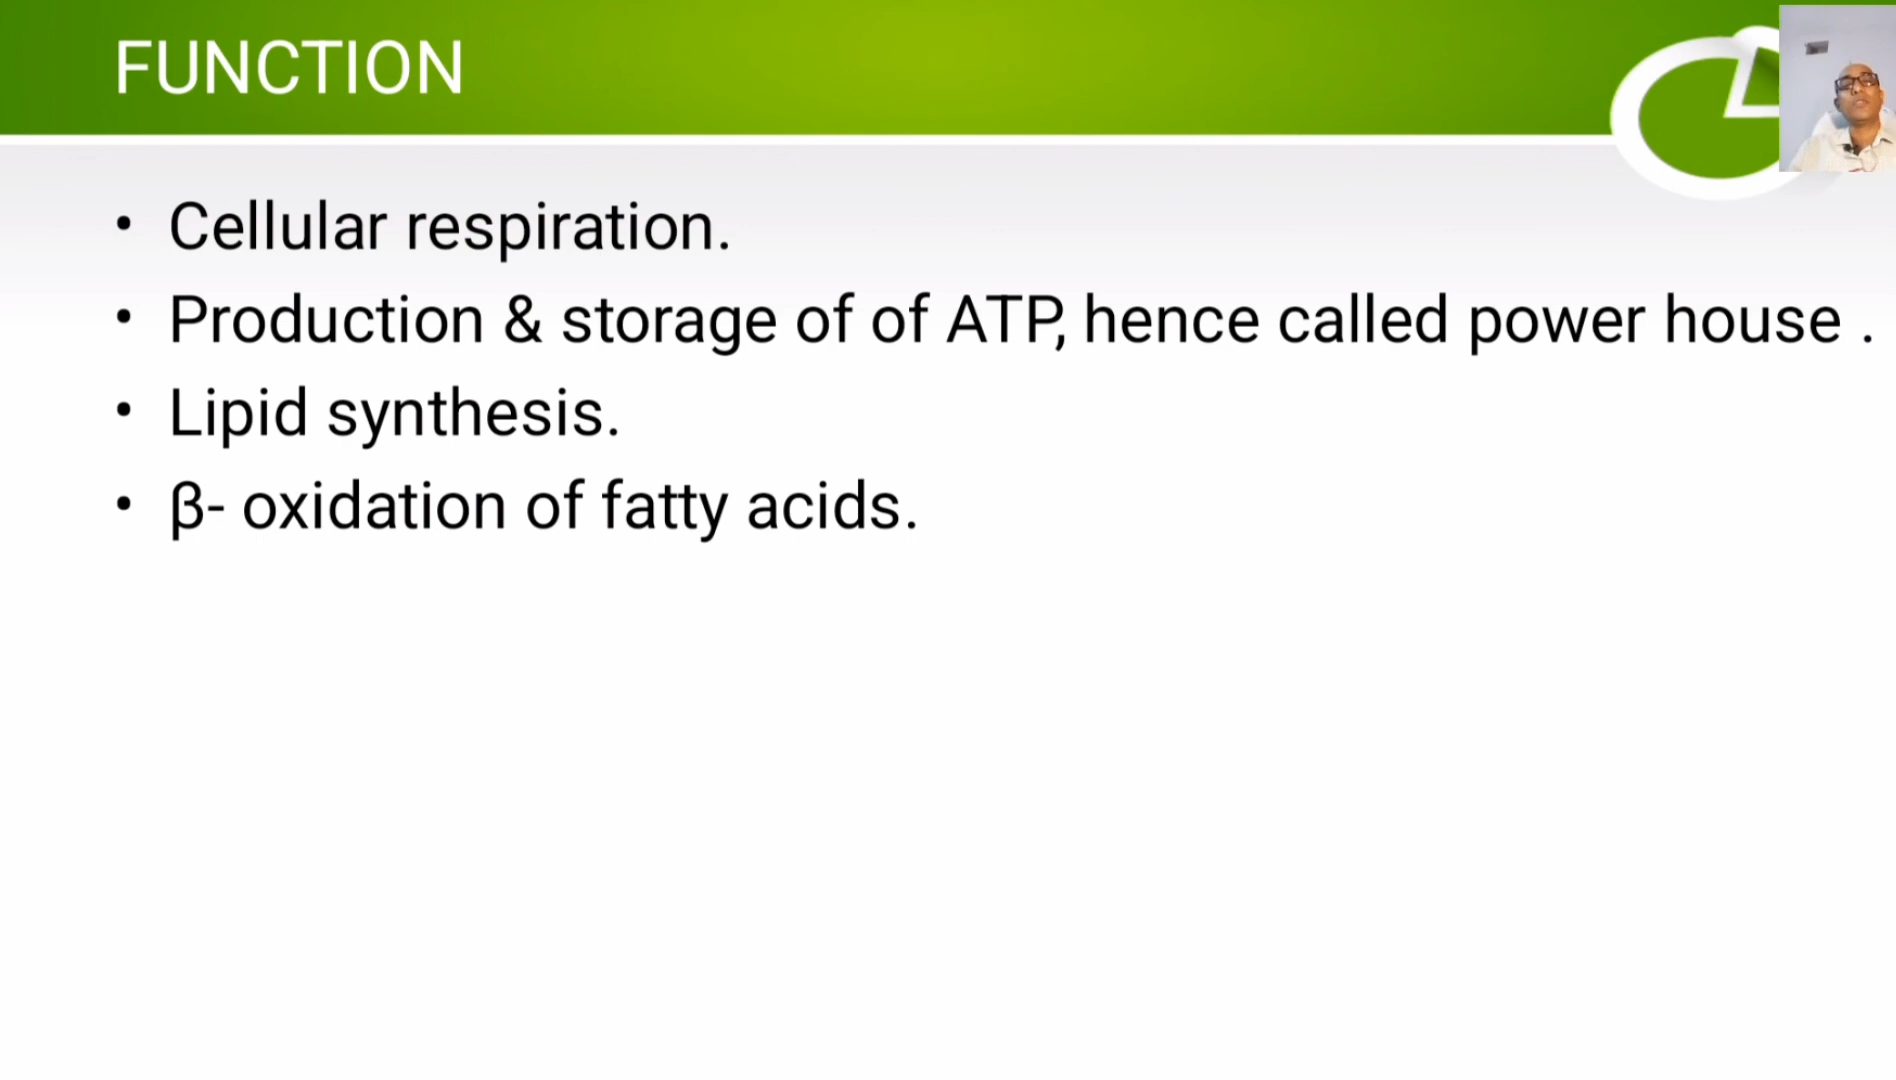 FUNCTION
• Cellular respiration.
• Production & storage of of ATP, hence called power house .
• Lipid synthesis.
• β- oxidation of fatty acids.